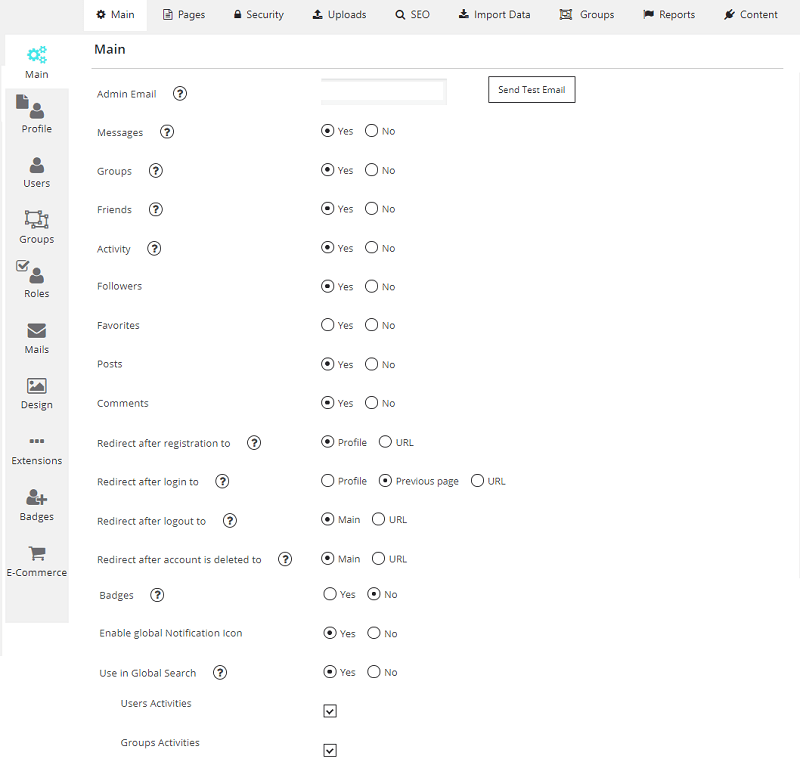 Main Pages Security Uploads SEO Import Data Groups Reports Content
Main
Profile
Users
Groups
Roles
Mails
Design
Extensions
Badges
E-Commerce
Main
Admin Email ? Send Test Email
Messages ? Yes No
Groups ? Yes No
Friends ? Yes No
Activity ? Yes No
Followers Yes No
Favorites Yes No
Posts Yes No
Comments Yes No
Redirect after registration to ? Profile URL
Redirect after login to ? Profile Previous page URL
Redirect after logout to ? Main URL
Redirect after account is deleted to ? Main URL
Badges ? Yes No
Enable global Notification Icon Yes No
Use in Global Search ? Yes No
Users Activities
Groups Activities